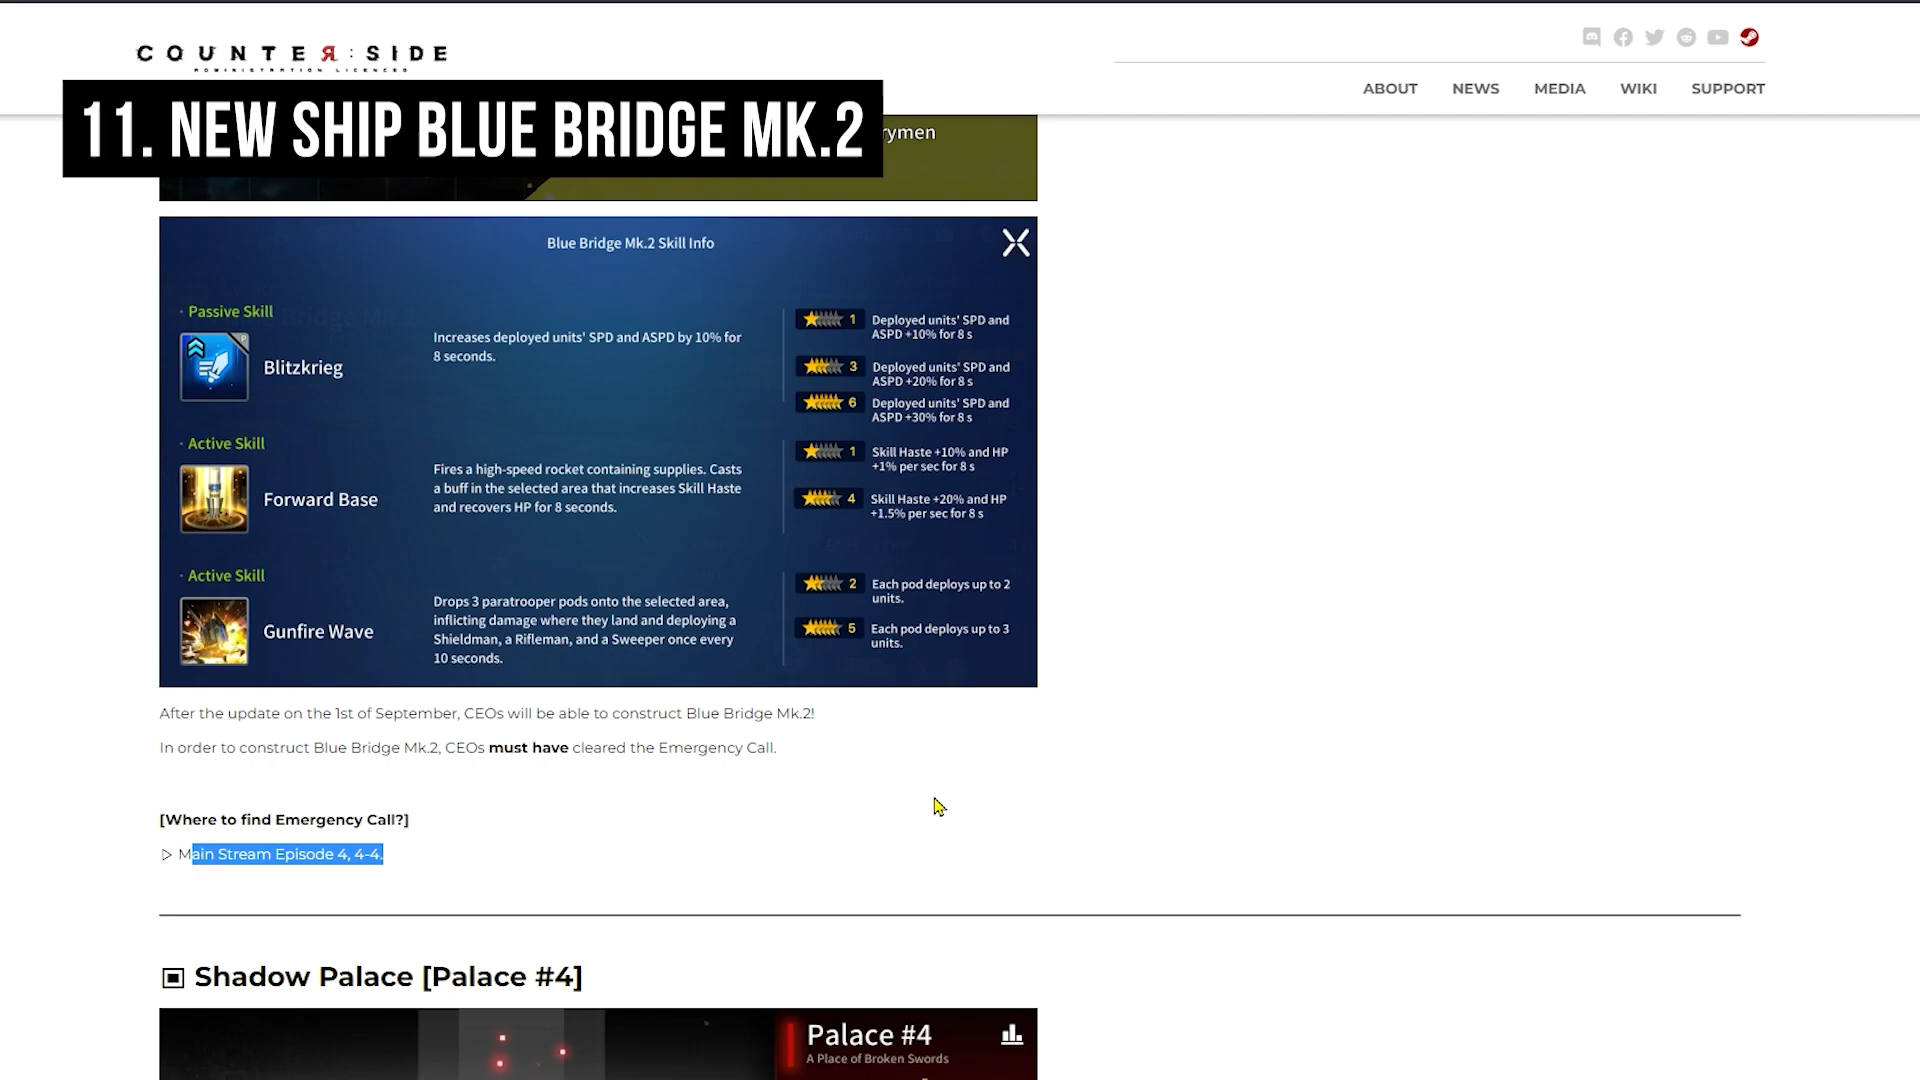 COUNTER:SIDE
ADMINISTRATION LICENCED
ABOUT NEWS MEDIA WIKI SUPPORT
11. NEW SHIP BLUE BRIDGE MK.2
rymen
Blue Bridge Mk.2 Skill Info
· Passive Skill
Blitzkrieg
Increases deployed units' SPD and ASPD by 10% for
8 seconds.
1 Deployed units' SPD and
ASPD +10% for 8 s
3 Deployed units' SPD and
ASPD +20% for 8 s
6 Deployed units' SPD and
ASPD +30% for 8 s
· Active Skill
Forward Base
Fires a high-speed rocket containing supplies. Casts
a buff in the selected area that increases Skill Haste
and recovers HP for 8 seconds.
1 Skill Haste +10% and HP
+1% per sec for 8 s
4 Skill Haste +20% and HP
+1.5% per sec for 8 s
· Active Skill
Gunfire Wave
Drops 3 paratrooper pods onto the selected area,
inflicting damage where they land and deploying a
Shieldman, a Rifleman, and a Sweeper once every
10 seconds.
2 Each pod deploys up to 2
units.
5 Each pod deploys up to 3
units.
After the update on the 1st of September, CEOs will be able to construct Blue Bridge Mk.2!
In order to construct Blue Bridge Mk.2, CEOs must have cleared the Emergency Call.
[Where to find Emergency Call?]
▷ Main Stream Episode 4, 4-4.
▣ Shadow Palace [Palace #4]
Palace #4
A Place of Broken Swords